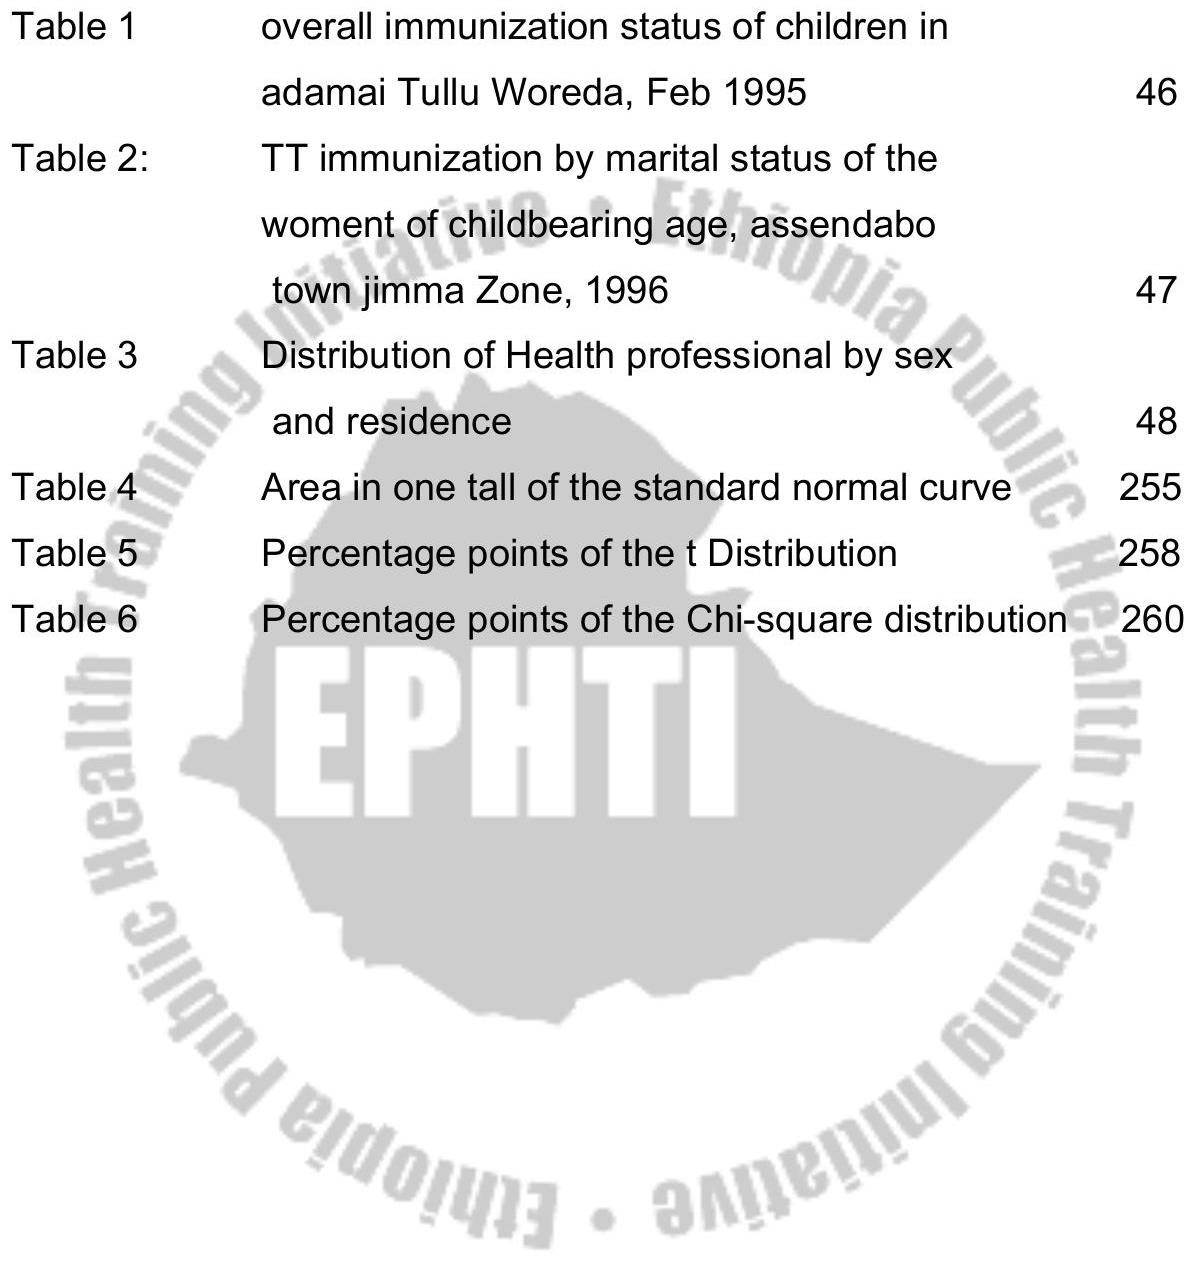 Table 1 overall immunization status of children in
adamai Tullu Woreda, Feb 1995 46
Table 2: TT immunization by marital status of the
woment of childbearing age, assendabo
town jimma Zone, 1996 47
Table 3 Distribution of Health professional by sex
and residence 48
Table 4 Area in one tall of the standard normal curve 255
Table 5 Percentage points of the t Distribution 258
Table 6 Percentage points of the Chi-square distribution 260
EPHTI
Ethiopia Public Health Training Initiative • Ethiopia Public Health Training Initiative •